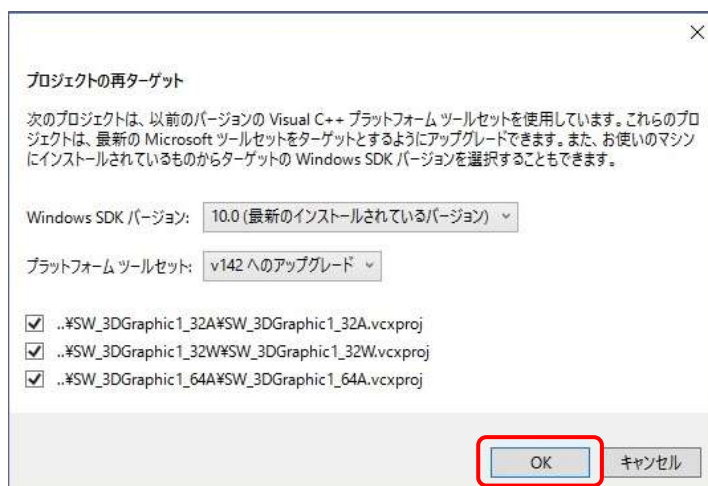 プロジェクトの再ターゲット
次のプロジェクトは、以前のバージョンの Visual C++ プラットフォーム ツールセットを使用しています。これらのプロ
ジェクトは、最新の Microsoft ツールセットをターゲットとするようにアップグレードできます。また、お使いのマシン
にインストールされているものからターゲットの Windows SDK バージョンを選択することもできます。
Windows SDK バージョン: 10.0 (最新のインストールされているバージョン)
プラットフォーム ツールセット: v142 へのアップグレード
..¥SW_3DGraphic1_32A¥SW_3DGraphic1_32A.vcxproj
..¥SW_3DGraphic1_32W¥SW_3DGraphic1_32W.vcxproj
..¥SW_3DGraphic1_64A¥SW_3DGraphic1_64A.vcxproj
OK キャンセル